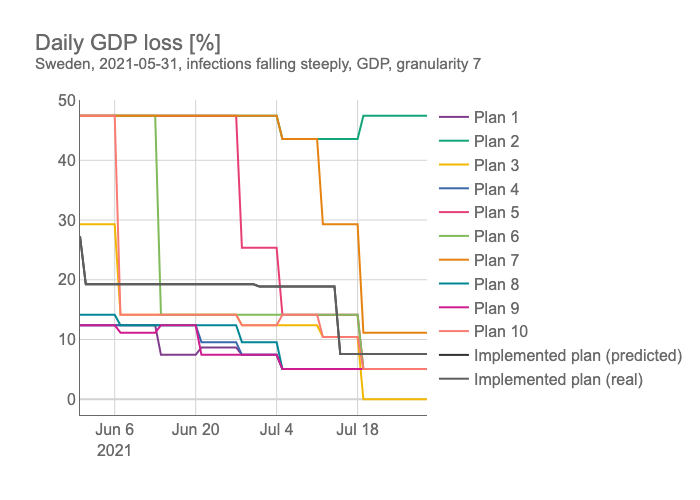 Daily GDP loss [%]
Sweden, 2021-05-31, infections falling steeply, GDP, granularity 7
50
40
30
20
10
0
Jun 6
2021
Jun 20
Jul 4
Jul 18
Plan 1
Plan 2
Plan 3
Plan 4
Plan 5
Plan 6
Plan 7
Plan 8
Plan 9
Plan 10
Implemented plan (predicted)
Implemented plan (real)